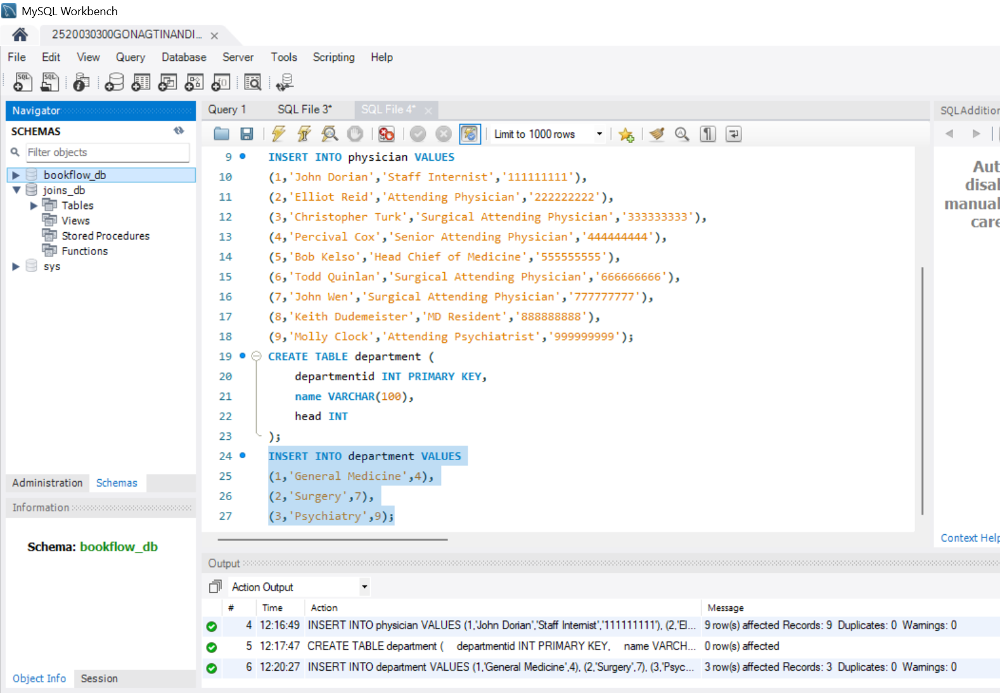 MySQL Workbench
2520030300GONAGTINANDI...
File Edit View Query Database Server Tools Scripting Help
Navigator
SCHEMAS
Filter objects
bookflow_db
joins_db
Tables
Views
Stored Procedures
Functions
sys
Administration Schemas
Information
Schema: bookflow_db
Object Info Session
Query 1 SQL File 3* SQL File 4*
Limit to 1000 rows
9 INSERT INTO physician VALUES
10 (1,'John Dorian','Staff Internist','111111111'),
11 (2,'Elliot Reid','Attending Physician','222222222'),
12 (3,'Christopher Turk','Surgical Attending Physician','333333333'),
13 (4,'Percival Cox','Senior Attending Physician','444444444'),
14 (5,'Bob Kelso','Head Chief of Medicine','555555555'),
15 (6,'Todd Quinlan','Surgical Attending Physician','666666666'),
16 (7,'John Wen','Surgical Attending Physician','777777777'),
17 (8,'Keith Dudemeister','MD Resident','888888888'),
18 (9,'Molly Clock','Attending Psychiatrist','999999999');
19 CREATE TABLE department (
20 departmentid INT PRIMARY KEY,
21 name VARCHAR(100),
22 head INT
23 );
24 INSERT INTO department VALUES
25 (1,'General Medicine',4),
26 (2,'Surgery',7),
27 (3,'Psychiatry',9);
SQLAddition
Aut
disal
manual
care
Context Help
Output
Action Output
# Time Action Message
4 12:16:49 INSERT INTO physician VALUES (1,'John Dorian','Staff Internist','111111111'), (2,'El... 9 row(s) affected Records: 9 Duplicates: 0 Warnings: 0
5 12:17:47 CREATE TABLE department ( departmentid INT PRIMARY KEY, name VARCH... 0 row(s) affected
6 12:20:27 INSERT INTO department VALUES (1,'General Medicine',4), (2,'Surgery',7), (3,'Psyc... 3 row(s) affected Records: 3 Duplicates: 0 Warnings: 0